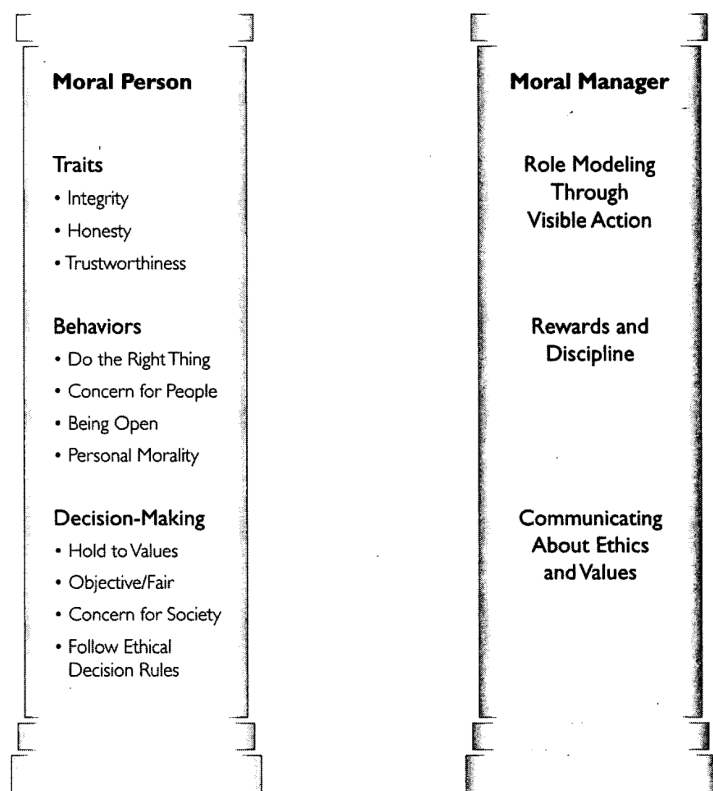 Moral Person
Traits
• Integrity
• Honesty
• Trustworthiness
Behaviors
• Do the Right Thing
• Concern for People
• Being Open
• Personal Morality
Decision-Making
• Hold to Values
• Objective/Fair
• Concern for Society
• Follow Ethical
Decision Rules
Moral Manager
Role Modeling
Through
Visible Action
Rewards and
Discipline
Communicating
About Ethics
and Values